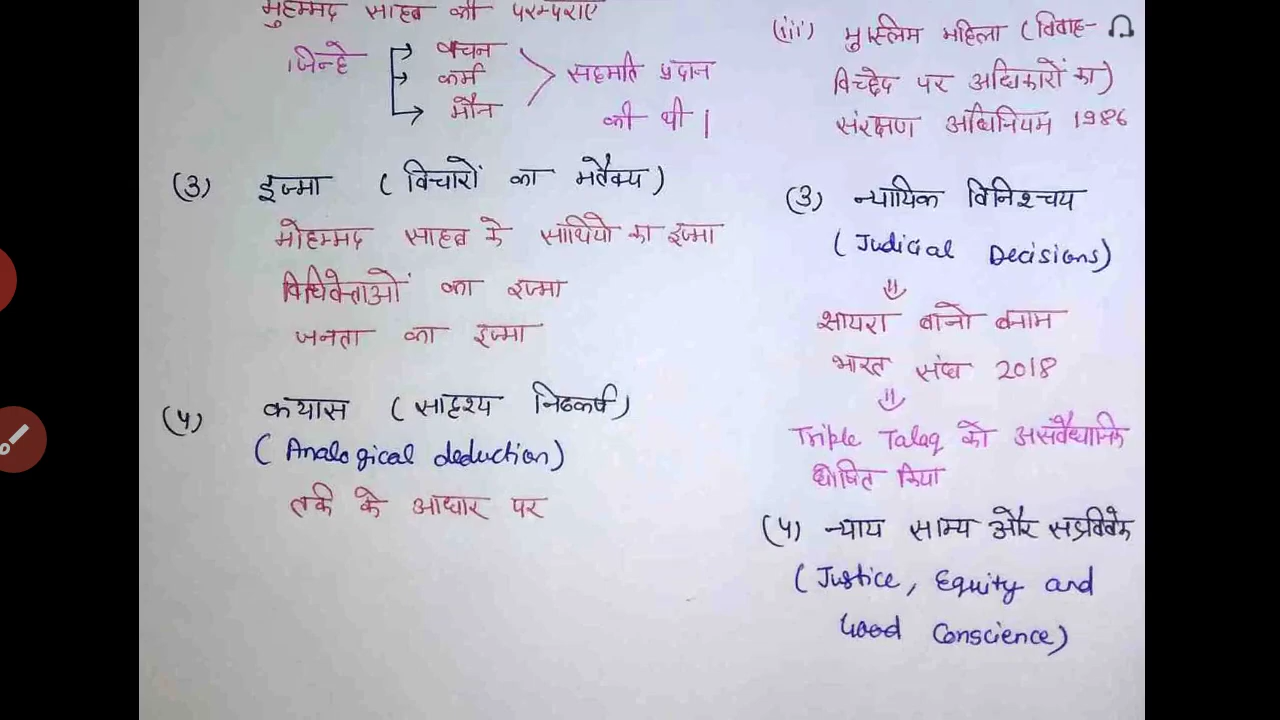 मुहम्मद साहब की परम्पराएं
जिन्हे
वचन
कर्म
मौन
सहमति प्रदान
की थी |
(3) इज्मा ( विचारों का मतैक्य )
मोहम्मद साहब के साथियो का इज्मा
विधिवेत्ताओं का इज्मा
जनता का इज्मा
(4) कयास ( सादृश्य निष्कर्ष )
( Analogical deduction )
तर्क के आधार पर
(iii) मुस्लिम महिला ( विवाह-
विच्छेद पर अधिकारों का )
संरक्षण अधिनियम 1986
(3) न्यायिक विनिश्चय
( Judicial Decisions )
सायरा बानो बनाम
भारत संघ 2018
Triple Talaq को असंवैधानिक
घोषित किया
(4) न्याय साम्य और सद्विवेक
( Justice, Equity and
Good Conscience )